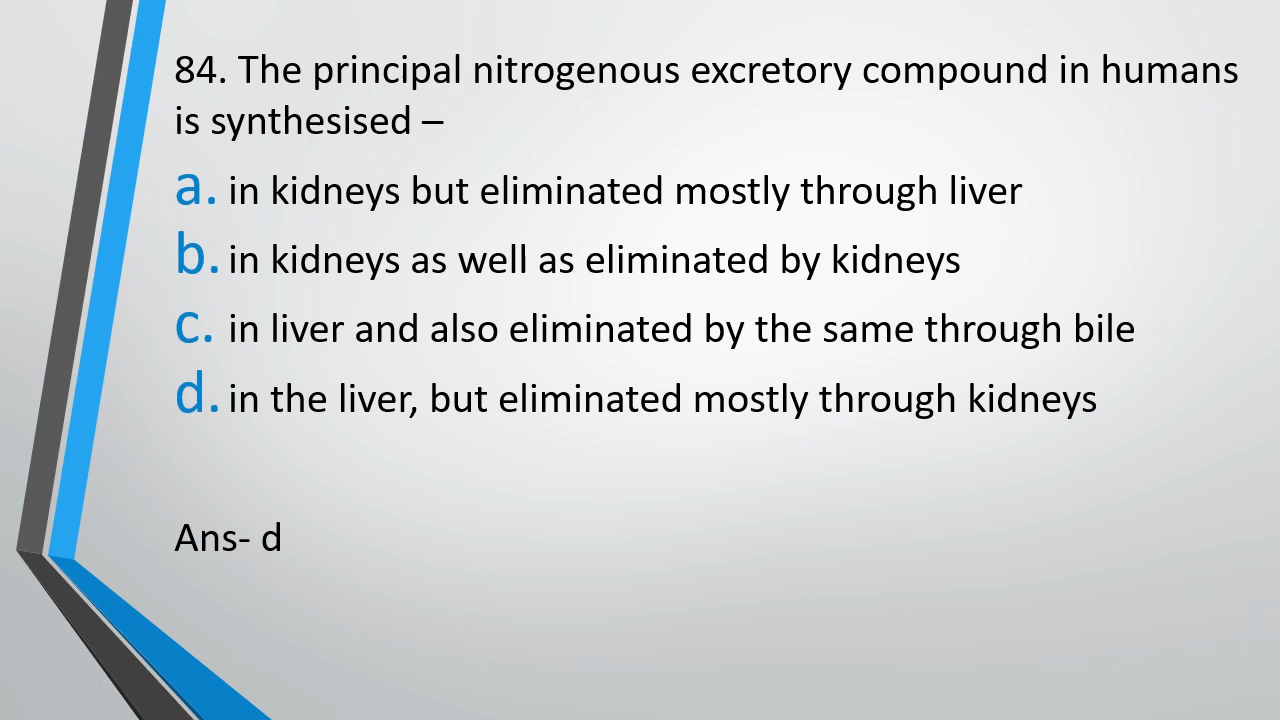 84. The principal nitrogenous excretory compound in humans
is synthesised –
a. in kidneys but eliminated mostly through liver
b. in kidneys as well as eliminated by kidneys
c. in liver and also eliminated by the same through bile
d. in the liver, but eliminated mostly through kidneys
Ans- d